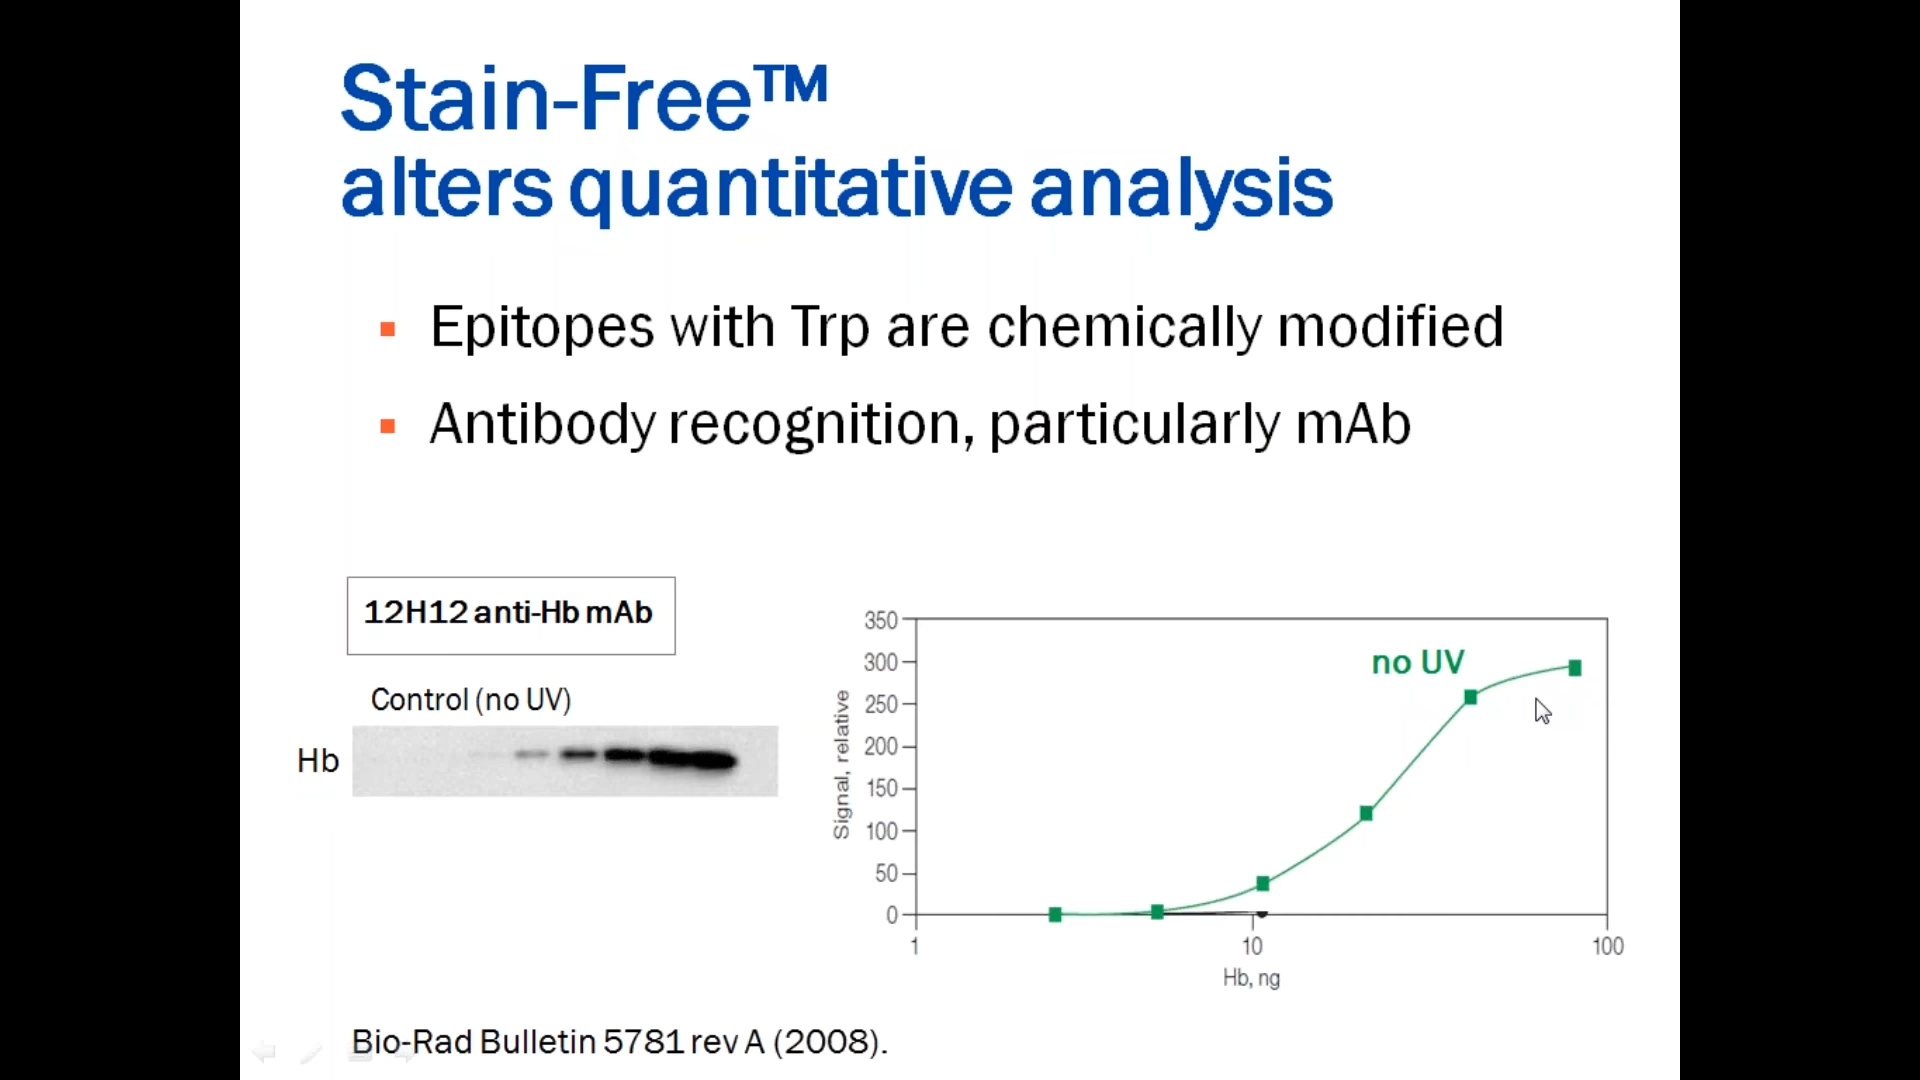 Stain-Free™
alters quantitative analysis
Epitopes with Trp are chemically modified
Antibody recognition, particularly mAb
12H12 anti-Hb mAb
Control (no UV)
Hb
350
300
250
200
150
100
50
0
Signal, relative
no UV
1
10
100
Hb, ng
Bio-Rad Bulletin 5781 rev A (2008).